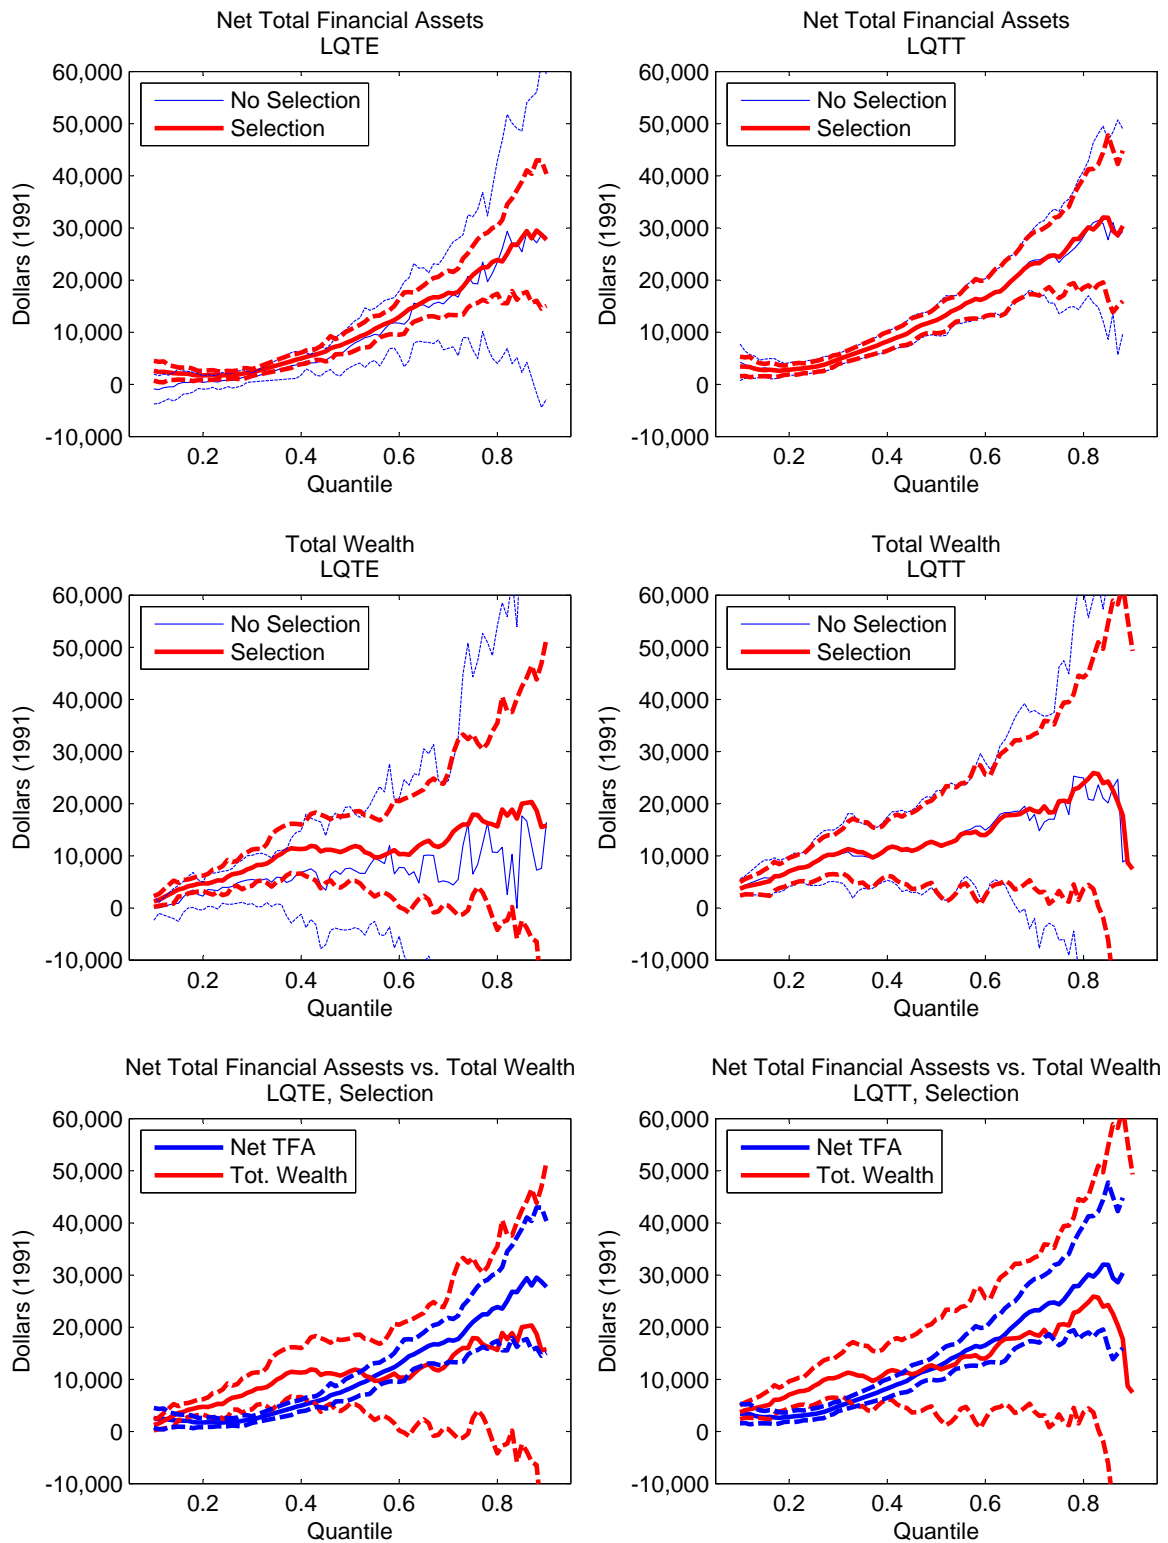 Net Total Financial Assets
LQTE
60,000
50,000
40,000
30,000
20,000
10,000
0
-10,000
Dollars (1991)
No Selection
Selection
0.2
0.4
0.6
0.8
Quantile
Net Total Financial Assets
LQTT
60,000
50,000
40,000
30,000
20,000
10,000
0
-10,000
Dollars (1991)
No Selection
Selection
0.2
0.4
0.6
0.8
Quantile
Total Wealth
LQTE
60,000
50,000
40,000
30,000
20,000
10,000
0
-10,000
Dollars (1991)
No Selection
Selection
0.2
0.4
0.6
0.8
Quantile
Total Wealth
LQTT
60,000
50,000
40,000
30,000
20,000
10,000
0
-10,000
Dollars (1991)
No Selection
Selection
0.2
0.4
0.6
0.8
Quantile
Net Total Financial Assests vs. Total Wealth
LQTE, Selection
60,000
50,000
40,000
30,000
20,000
10,000
0
-10,000
Dollars (1991)
Net TFA
Tot. Wealth
0.2
0.4
0.6
0.8
Quantile
Net Total Financial Assests vs. Total Wealth
LQTT, Selection
60,000
50,000
40,000
30,000
20,000
10,000
0
-10,000
Dollars (1991)
Net TFA
Tot. Wealth
0.2
0.4
0.6
0.8
Quantile